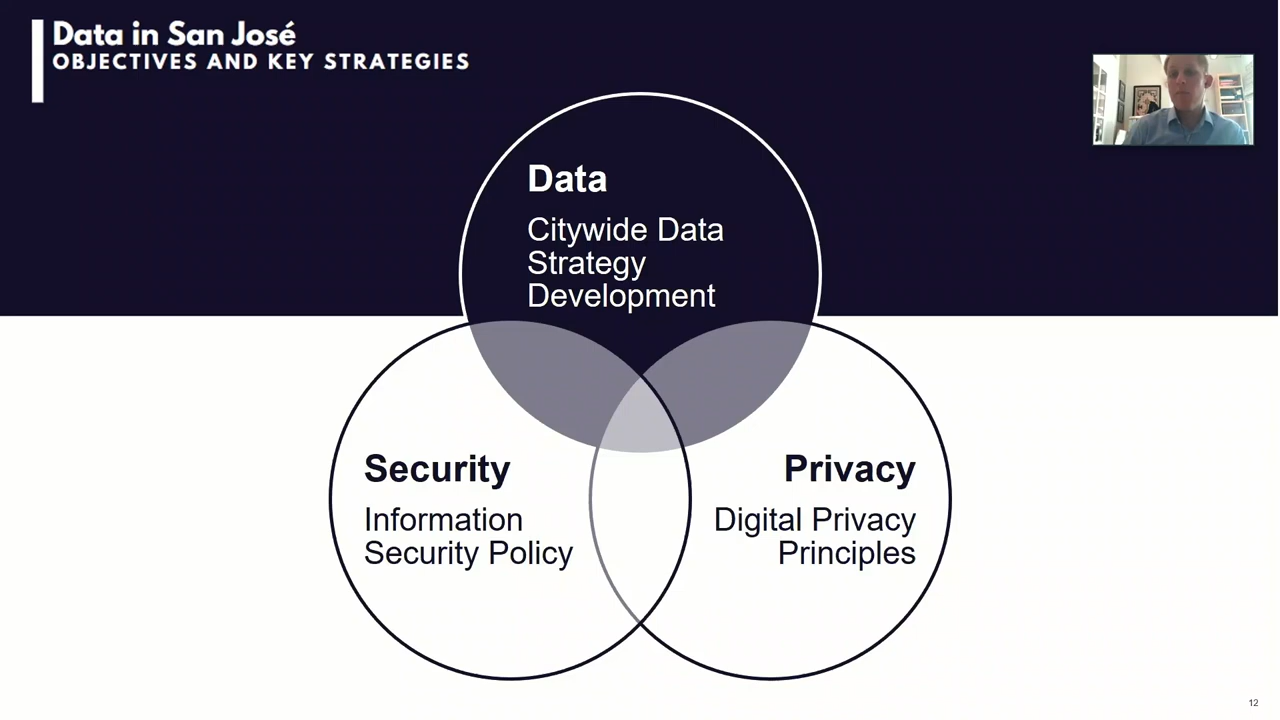 Data in San José
OBJECTIVES AND KEY STRATEGIES
Data
Citywide Data
Strategy
Development
Security
Information
Security Policy
Privacy
Digital Privacy
Principles
12